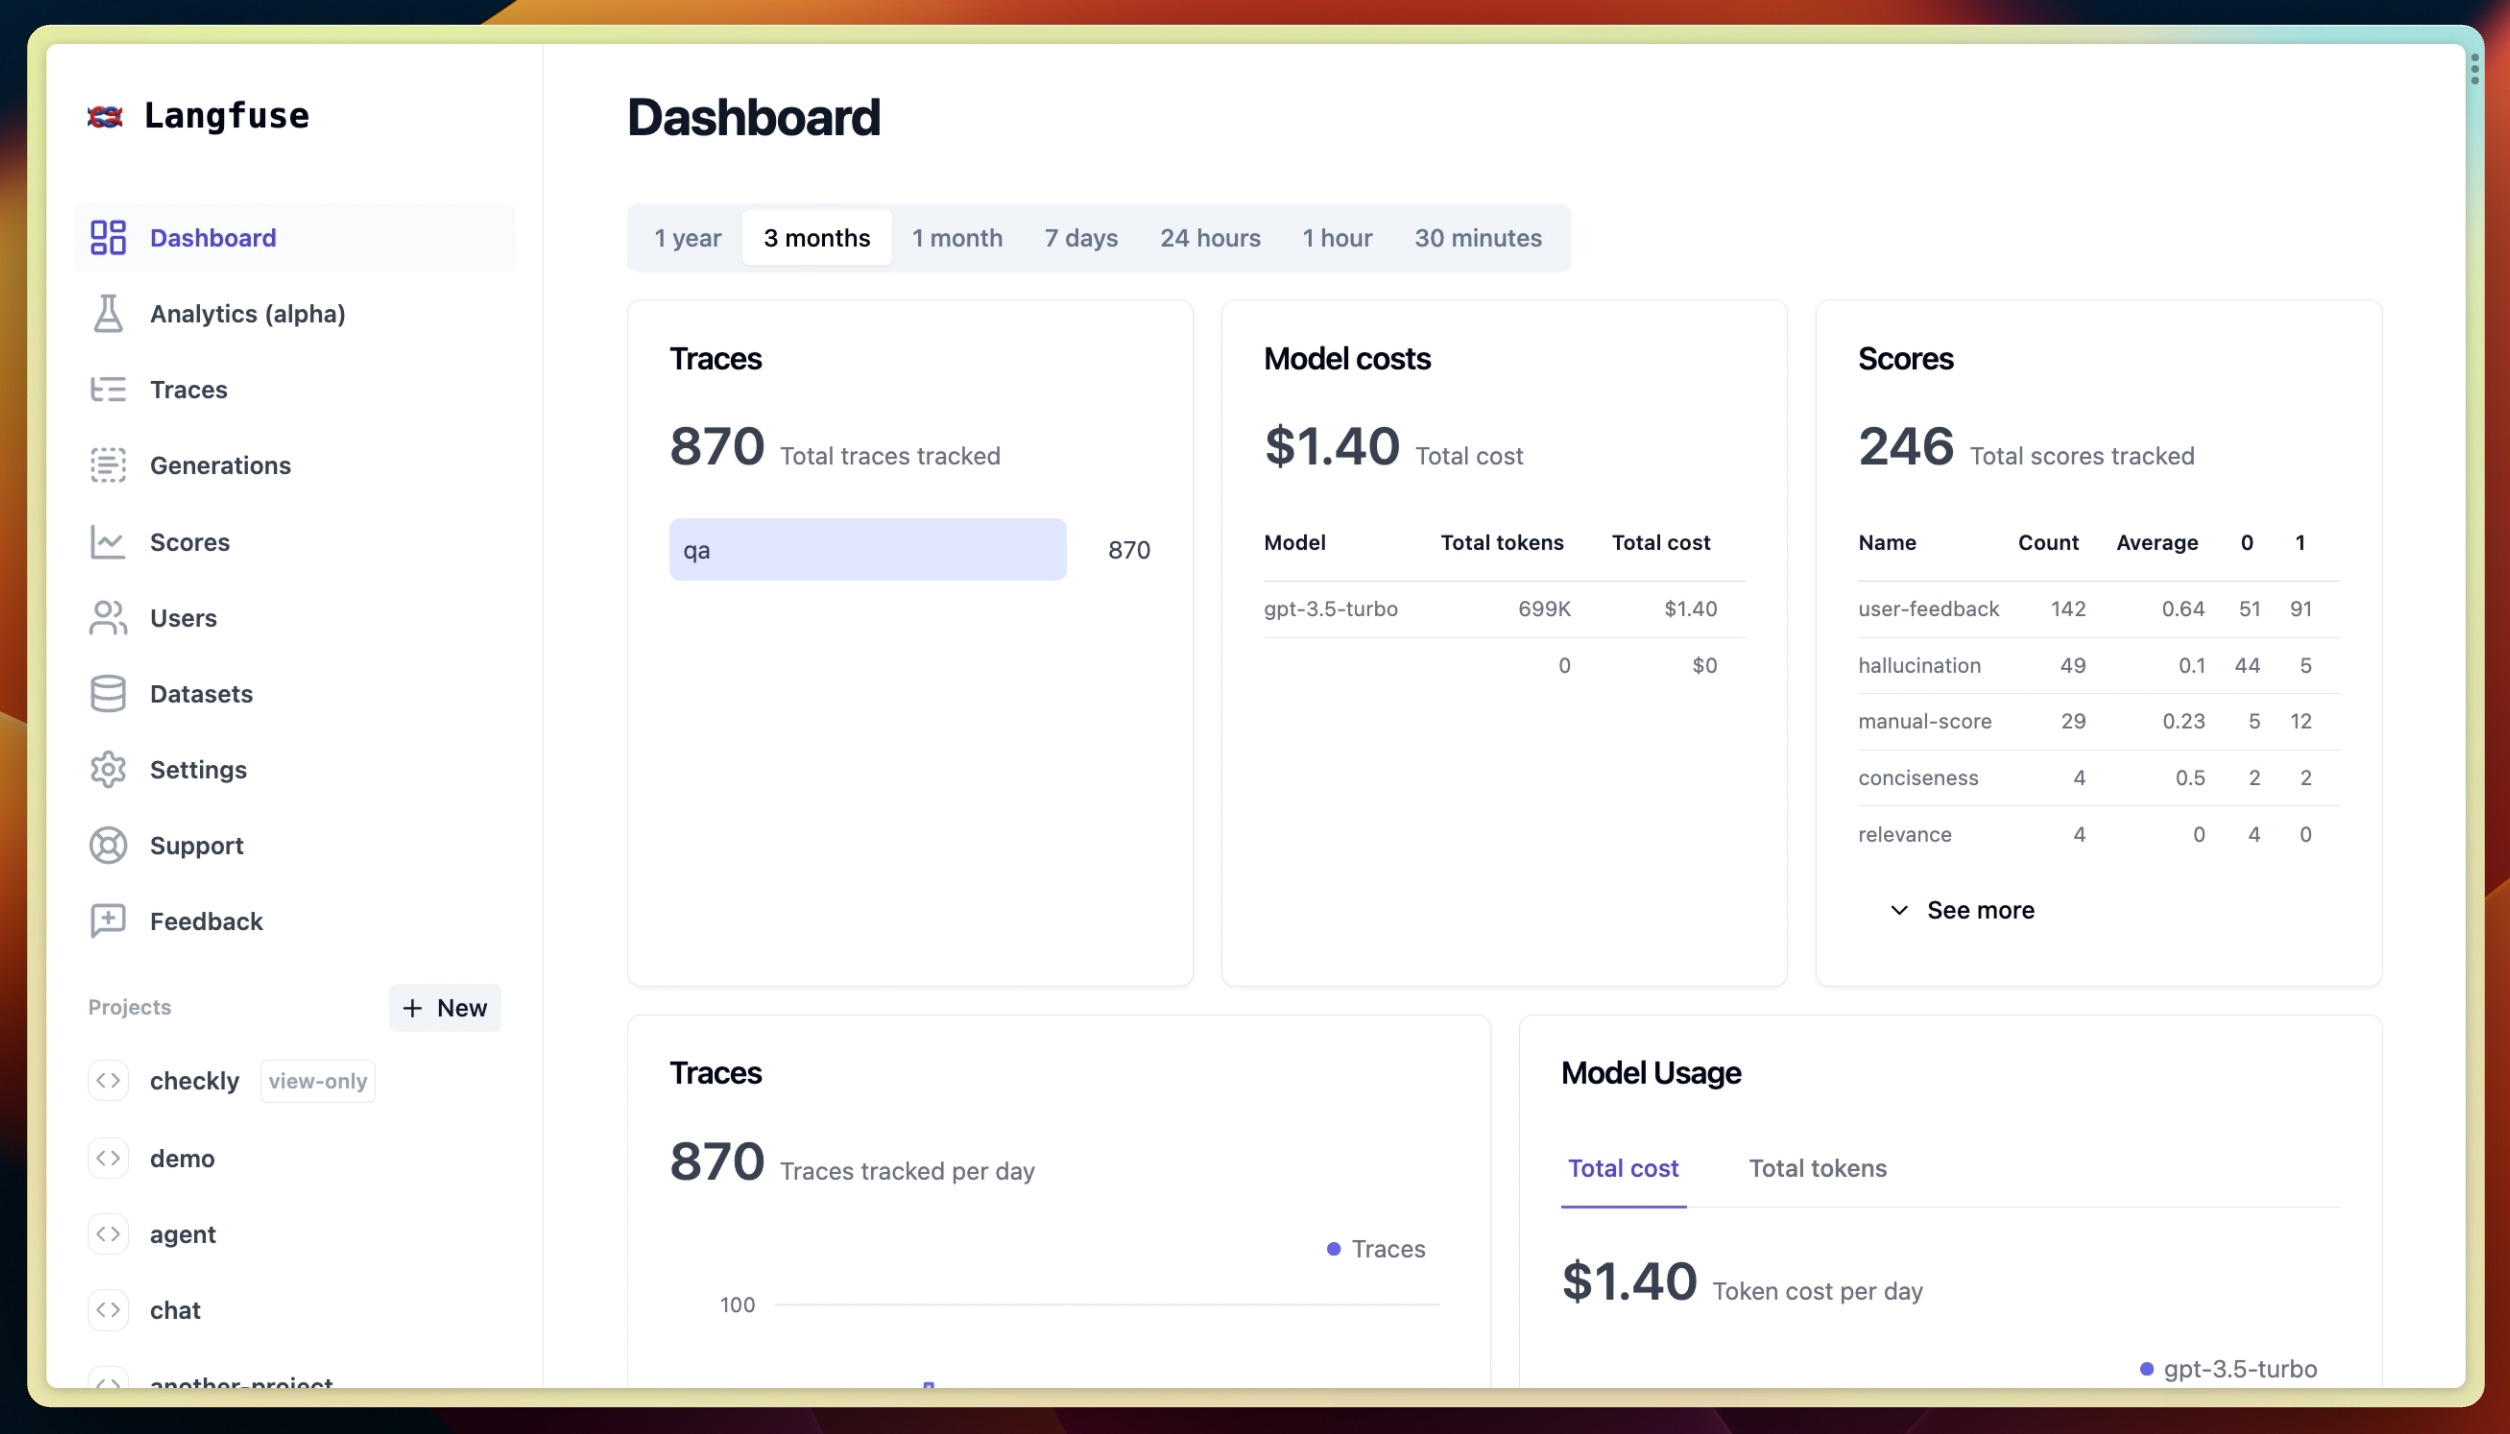 Langfuse
Dashboard
Analytics (alpha)
Traces
Generations
Scores
Users
Datasets
Settings
Support
Feedback
Projects
New
checkly view-only
demo
agent
chat
another-project
Dashboard
1 year 3 months 1 month 7 days 24 hours 1 hour 30 minutes
Traces
870 Total traces tracked
qa 870
Model costs
$1.40 Total cost
Model Total tokens Total cost
gpt-3.5-turbo 699K $1.40
0 $0
Scores
246 Total scores tracked
Name Count Average 0 1
user-feedback 142 0.64 51 91
hallucination 49 0.1 44 5
manual-score 29 0.23 5 12
conciseness 4 0.5 2 2
relevance 4 0 4 0
See more
Traces
870 Traces tracked per day
Traces
100
Model Usage
Total cost Total tokens
$1.40 Token cost per day
gpt-3.5-turbo